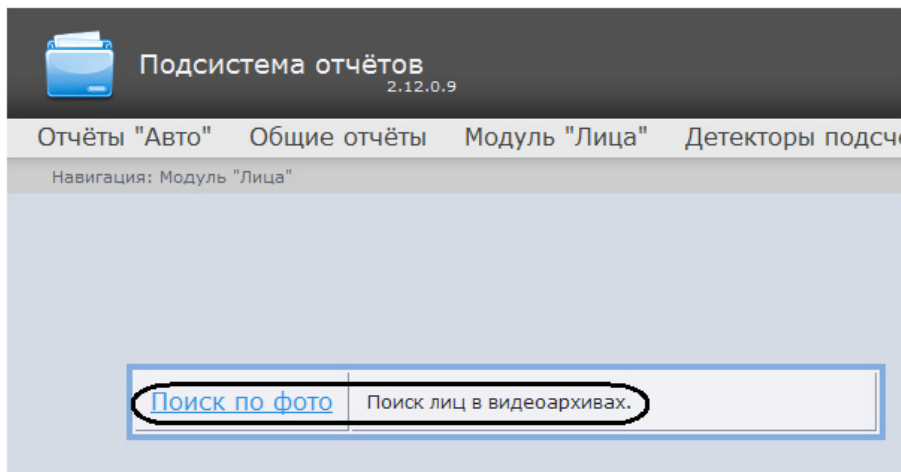 Подсистема отчётов
2.12.0.9
Отчёты "Авто" Общие отчёты Модуль "Лица" Детекторы
Навигация: Модуль "Лица"
Поиск по фото Поиск лиц в видеоархивах.